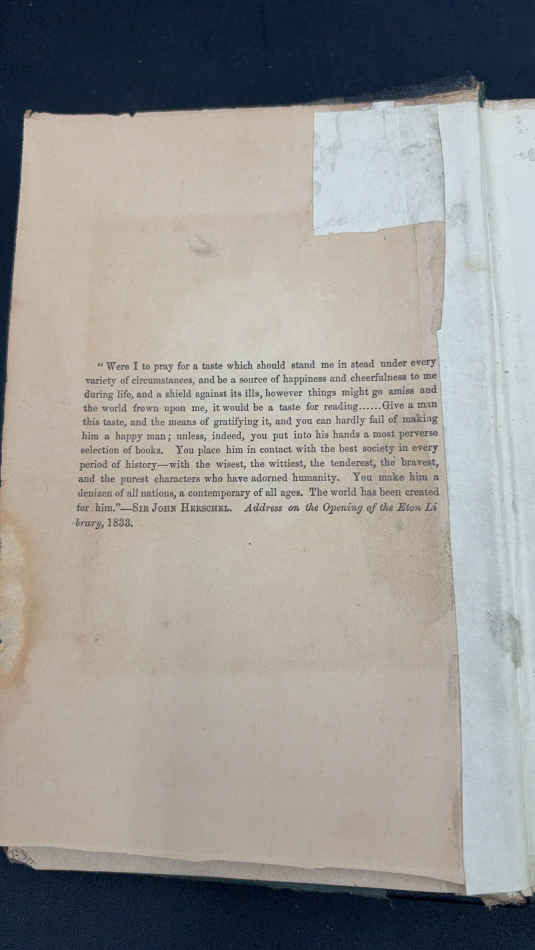 “Were I to pray for a taste which should stand me in stead under every
variety of circumstances, and be a source of happiness and cheerfulness to me
during life, and a shield against its ills, however things might go amiss and
the world frown upon me, it would be a taste for reading......Give a man
this taste, and the means of gratifying it, and you can hardly fail of making
him a happy man; unless, indeed, you put into his hands a most perverse
selection of books. You place him in contact with the best society in every
period of history—with the wisest, the wittiest, the tenderest, the bravest,
and the purest characters who have adorned humanity. You make him a
denizen of all nations, a contemporary of all ages. The world has been created
for him.”—SIR JOHN HERSCHEL. Address on the Opening of the Eton Li
brary, 1833.